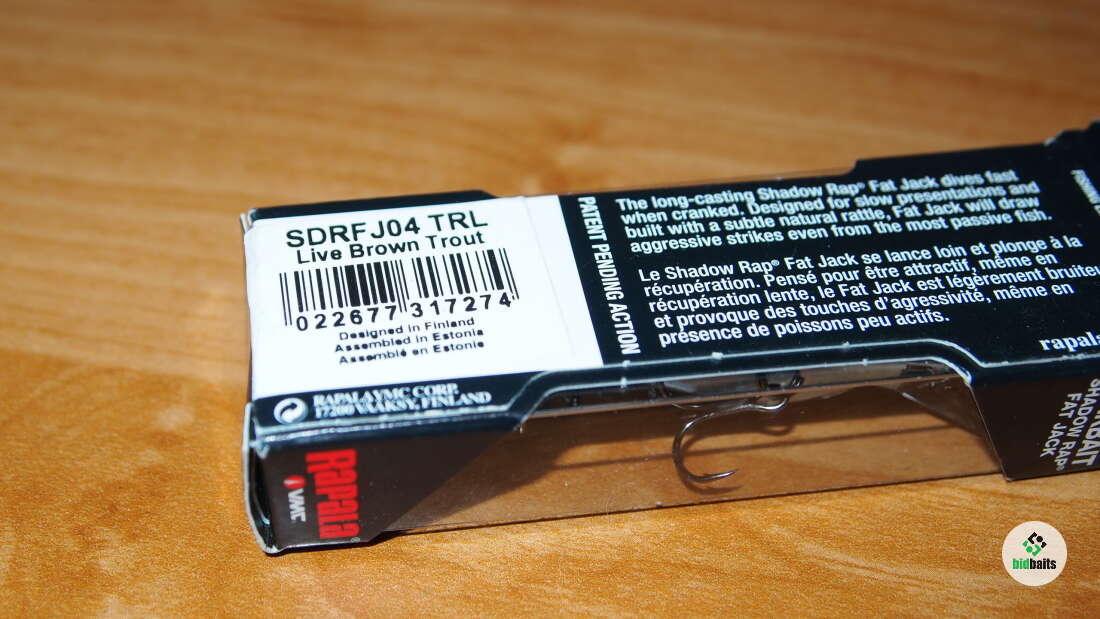 SDRFJ04 TRL
Live Brown Trout
022677 317274
Designed in Finland
Assembled in Estonia
Assemblé en Estonie
RAPALA VMC CORP.
17200 VÄÄKSY, FINLAND
PATENT PENDING ACTION
The long-casting Shadow Rap® Fat Jack dives fast
when cranked. Designed for slow presentations and
built with a subtle natural rattle, Fat Jack will draw
aggressive strikes even from the most passive fish.
Le Shadow Rap® Fat Jack se lance loin et plonge à la
récupération. Pensé pour être attractif, même en
récupération lente, le Fat Jack est légèrement bruiteu
et provoque des touches d'agressivité, même en
présence de poissons peu actifs.
rapala
RAPALA®
VMC
SHADOW RAP®
FAT JACK
bidbaits